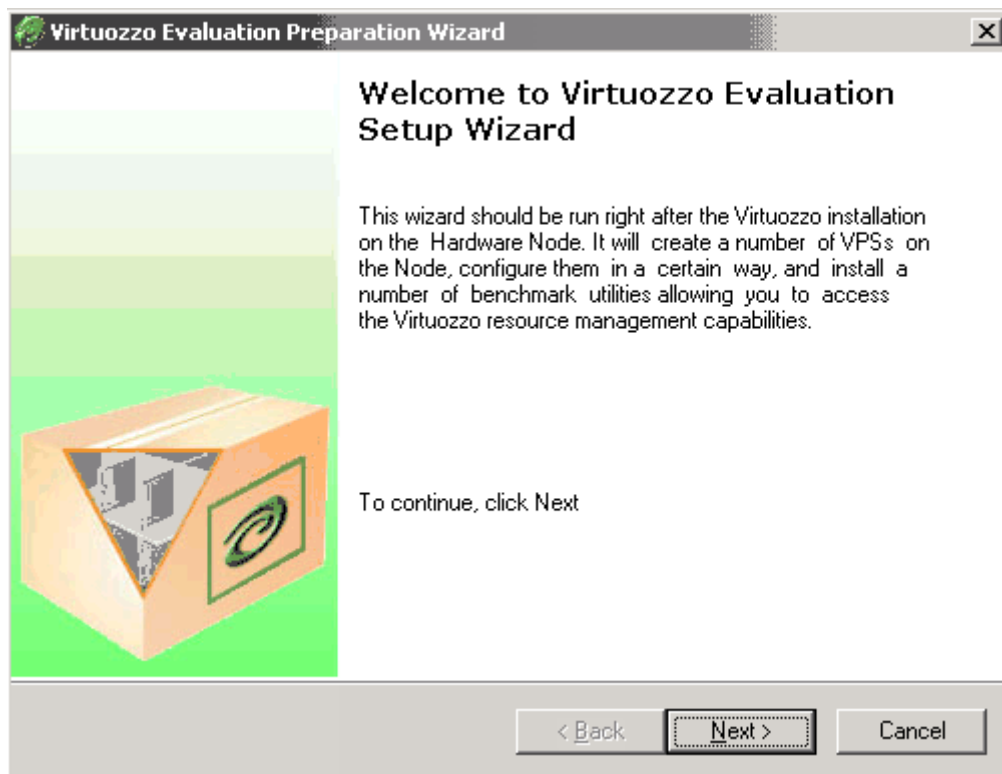 Virtuozzo Evaluation Preparation Wizard
Welcome to Virtuozzo Evaluation
Setup Wizard
This wizard should be run right after the Virtuozzo installation
on the Hardware Node. It will create a number of VPSs on
the Node, configure them in a certain way, and install a
number of benchmark utilities allowing you to access
the Virtuozzo resource management capabilities.
To continue, click Next
< Back
Next >
Cancel